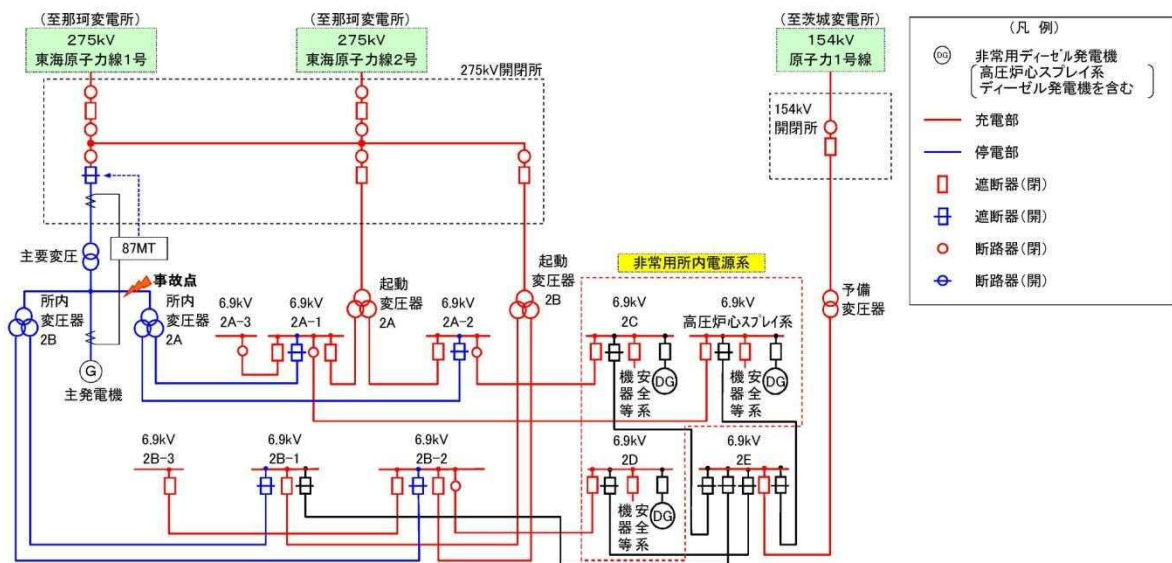 (至那珂変電所)
275kV
東海原子力線1号
(至那珂変電所)
275kV
東海原子力線2号
275kV開閉所
(至茨城変電所)
154kV
原子力1号線
154kV
開閉所
(凡 例)
DG
非常用ディーゼル発電機
高圧炉心スプレイ系
ディーゼル発電機を含む
充電部
停電部
遮断器(閉)
遮断器(開)
断路器(閉)
断路器(開)
主要変圧
87MT
事故点
所内
変圧器
2B
所内
変圧器
2A
G
主発電機
6.9kV
2A-3
6.9kV
2A-1
起動
変圧器
2A
6.9kV
2A-2
起動
変圧器
2B
非常用所内電源系
6.9kV
2C
安全系
機器等
DG
6.9kV
高圧炉心スプレイ系
安全系
機器等
DG
予備
変圧器
6.9kV
2B-3
6.9kV
2B-1
6.9kV
2B-2
6.9kV
2D
安全系
機器等
DG
6.9kV
2E